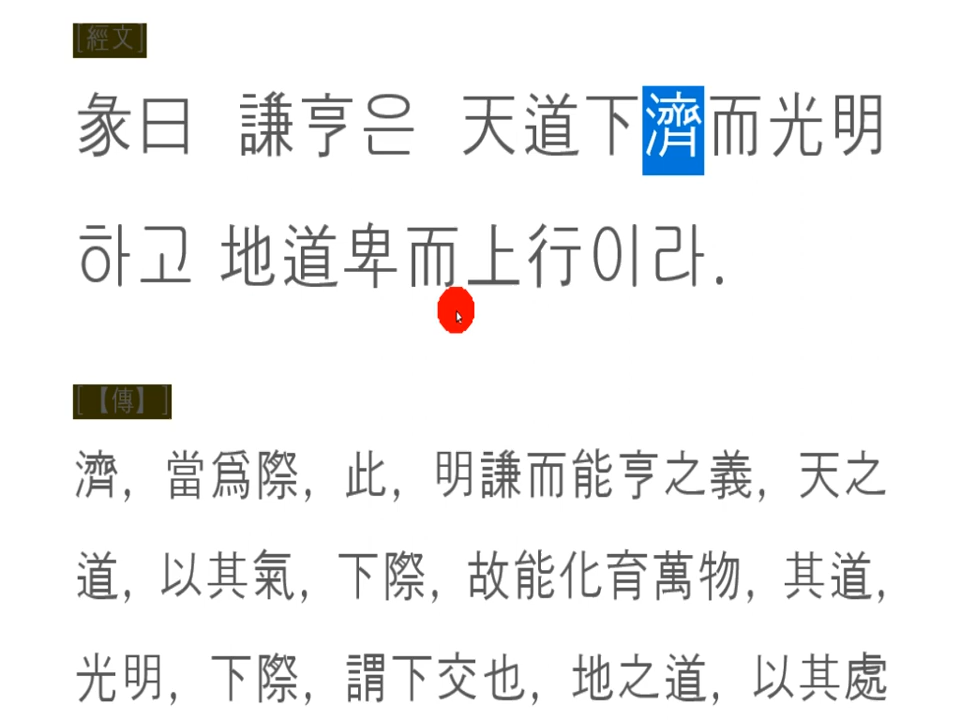 [經文]
彖曰 謙亨은 天道下濟而光明
하고 地道卑而上行이라.
[【傳】]
濟, 當爲際, 此, 明謙而能亨之義, 天之
道, 以其氣, 下際, 故能化育萬物, 其道,
光明, 下際, 謂下交也, 地之道, 以其處